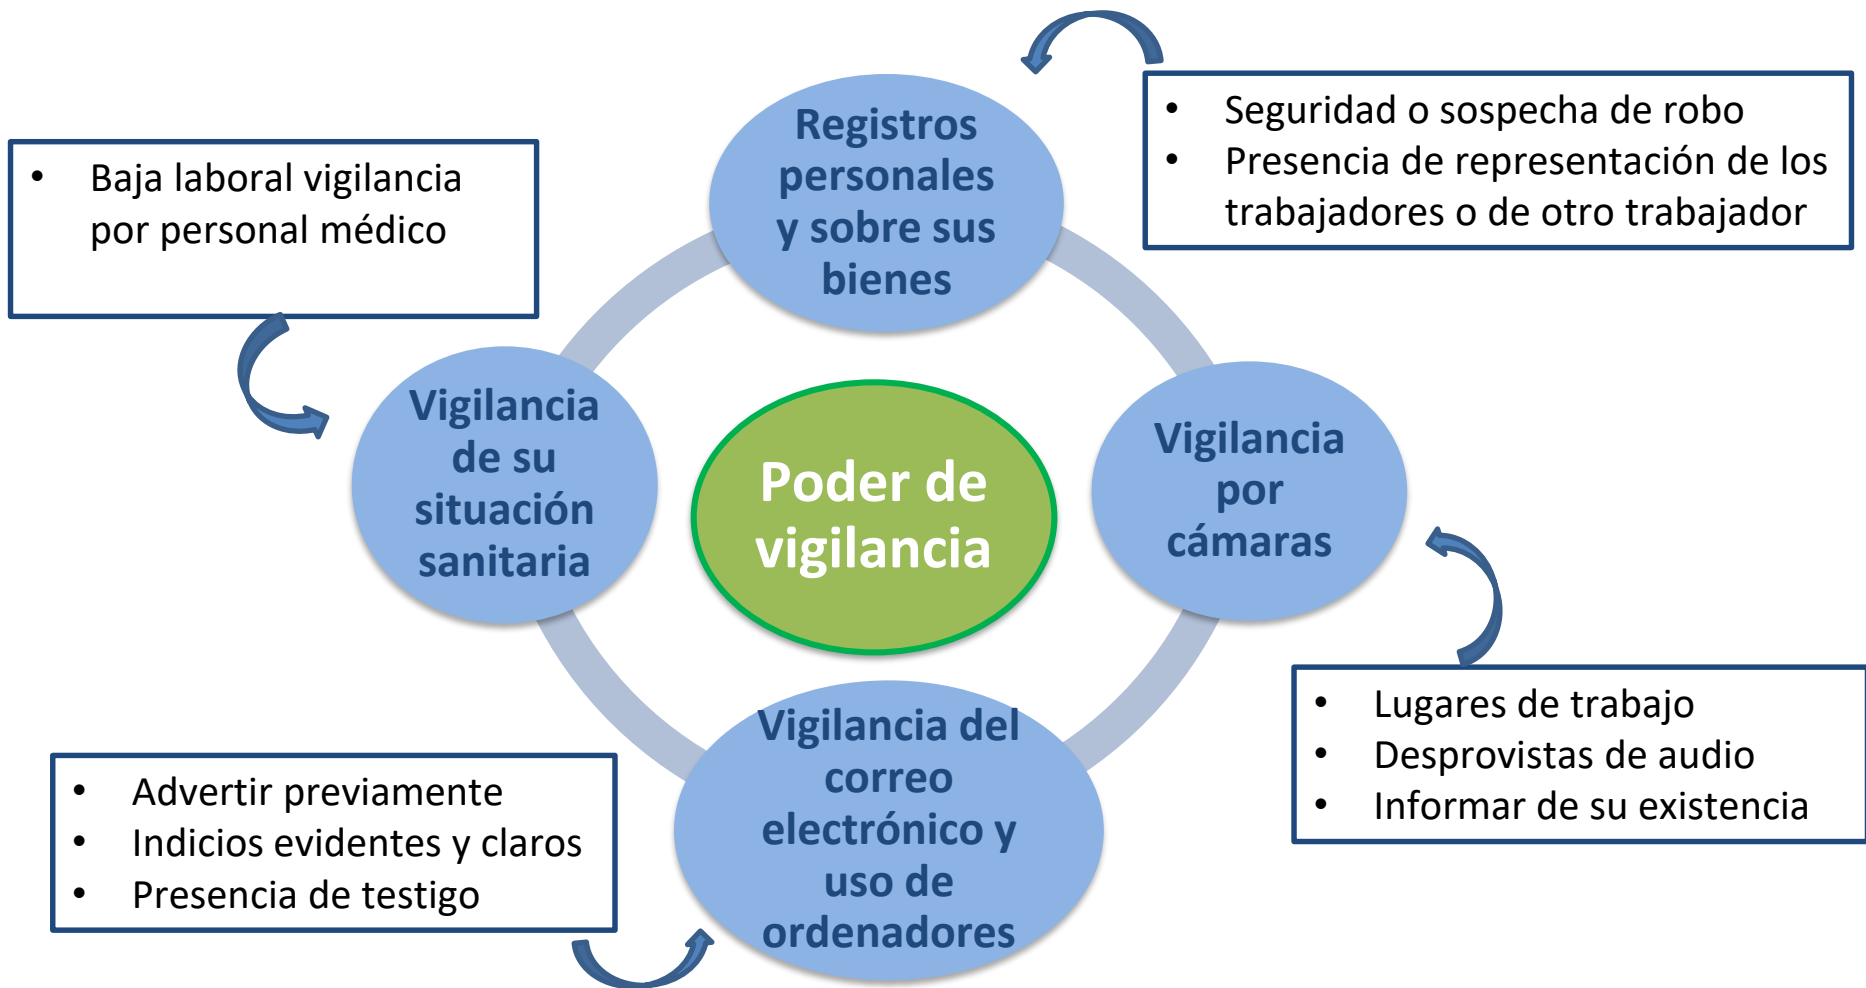 Registros
personales
y sobre sus
bienes
• Seguridad o sospecha de robo
• Presencia de representación de los
trabajadores o de otro trabajador
• Baja laboral vigilancia
por personal médico
Vigilancia
de su
situación
sanitaria
Poder de
vigilancia
Vigilancia
por
cámaras
• Lugares de trabajo
• Desprovistas de audio
• Informar de su existencia
Vigilancia del
correo
electrónico y
uso de
ordenadores
• Advertir previamente
• Indicios evidentes y claros
• Presencia de testigo